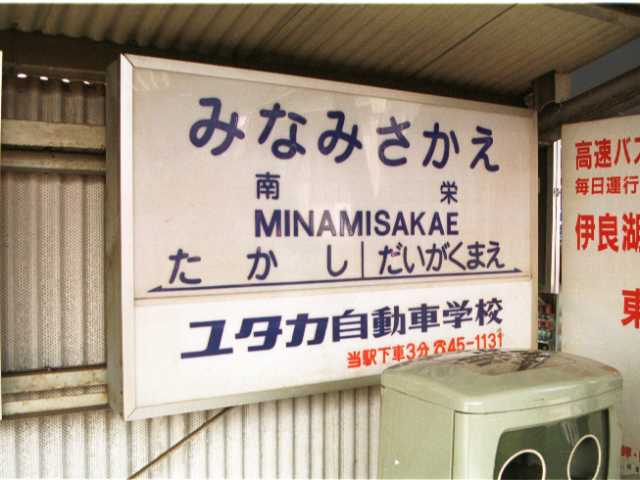 みなみさかえ
南 栄
MINAMISAKAE
たかし だいがくまえ
ユタカ自動車学校
当駅下車3分 ☎45-1131
高速バス
毎日運行
伊良湖
東